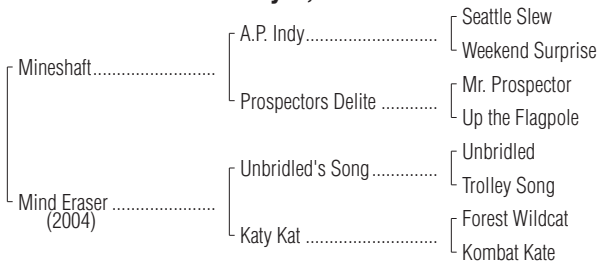 Seattle Slew
A.P. Indy..............................
Weekend Surprise
Mineshaft............................
Mr. Prospector
Prospectors Delite .............
Up the Flagpole
Unbridled
Unbridled's Song...............
Trolley Song
Mind Eraser .......................
(2004)
Forest Wildcat
Katy Kat ..............................
Kombat Kate